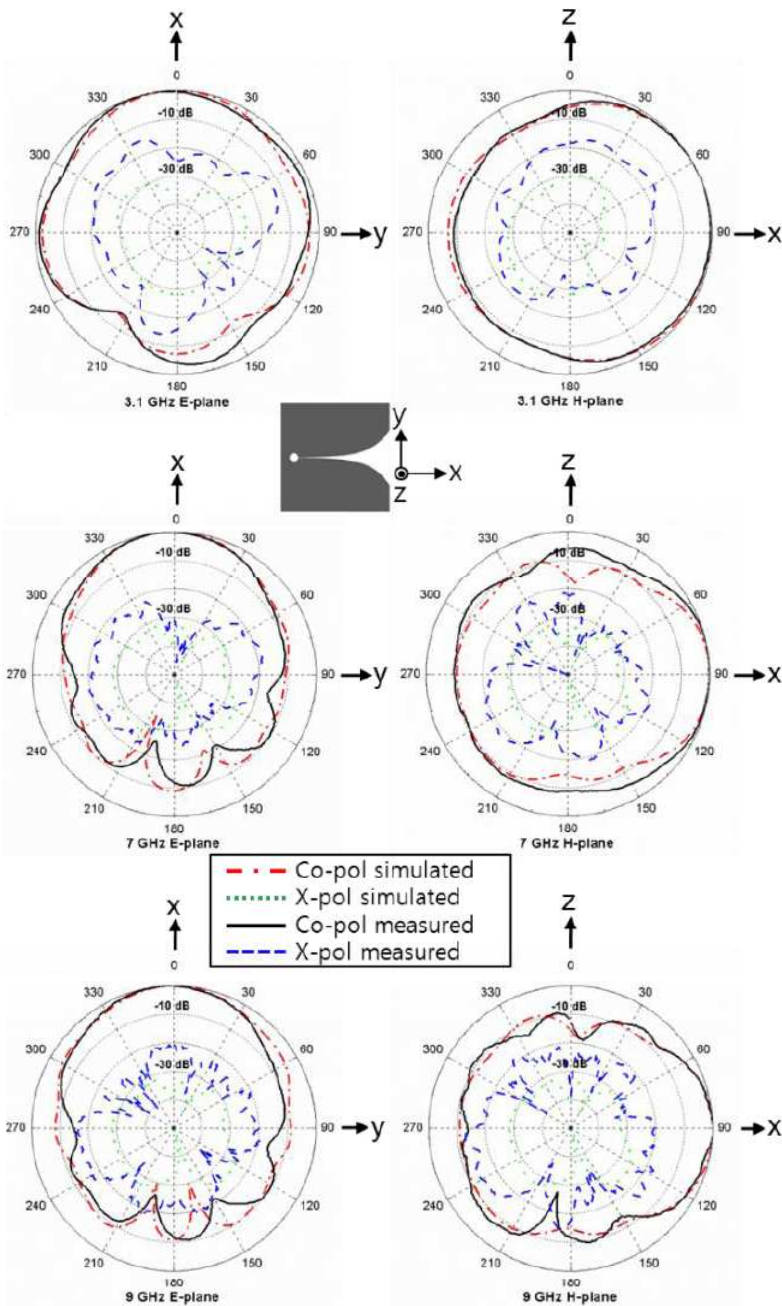 x
z
0
0
330
30
330
30
-10 dB
-10 dB
300
60
300
60
-30 dB
-30 dB
270
90
y
270
90
x
240
120
240
120
210
150
210
150
180
180
3.1 GHz E-plane
3.1 GHz H-plane
y
x
z
x
z
0
0
330
30
330
30
-10 dB
-10 dB
300
60
300
60
-30 dB
-30 dB
270
90
y
270
90
x
240
120
240
120
210
150
210
150
180
180
7 GHz E-plane
7 GHz H-plane
Co-pol simulated
X-pol simulated
Co-pol measured
X-pol measured
x
z
0
0
330
30
330
30
-10 dB
-10 dB
300
60
300
60
-30 dB
-30 dB
270
90
y
270
90
x
240
120
240
120
210
150
210
150
180
180
9 GHz E-plane
9 GHz H-plane